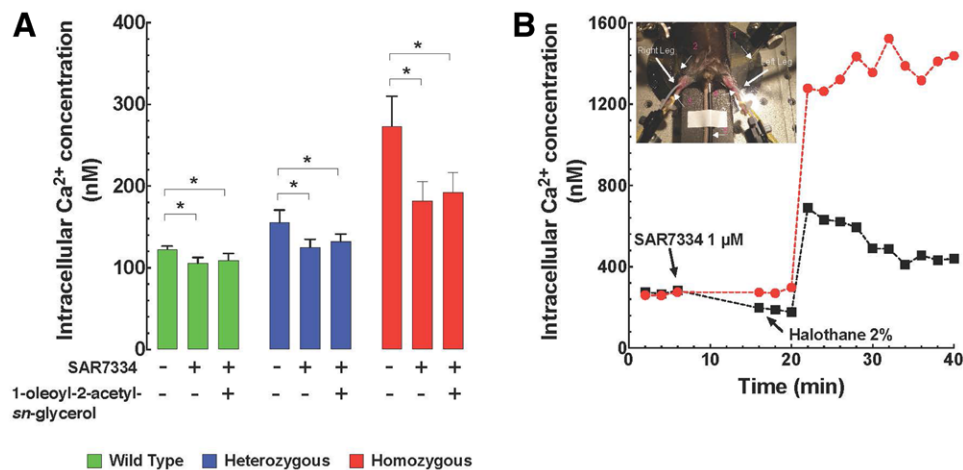 A
Intracellular Ca2+ concentration
(nM)
400
300
200
100
0
*
*
*
*
*
*
SAR7334
- + + - + + - + +
1-oleoyl-2-acetyl-
sn-glycerol
- - + - - + - - +
Wild Type
Heterozygous
Homozygous
B
Intracellular Ca2+ concentration
(nM)
1600
1200
800
400
0
Right Leg
Left Leg
2
1
SAR7334 1 µM
Halothane 2%
0 10 20 30 40
Time (min)